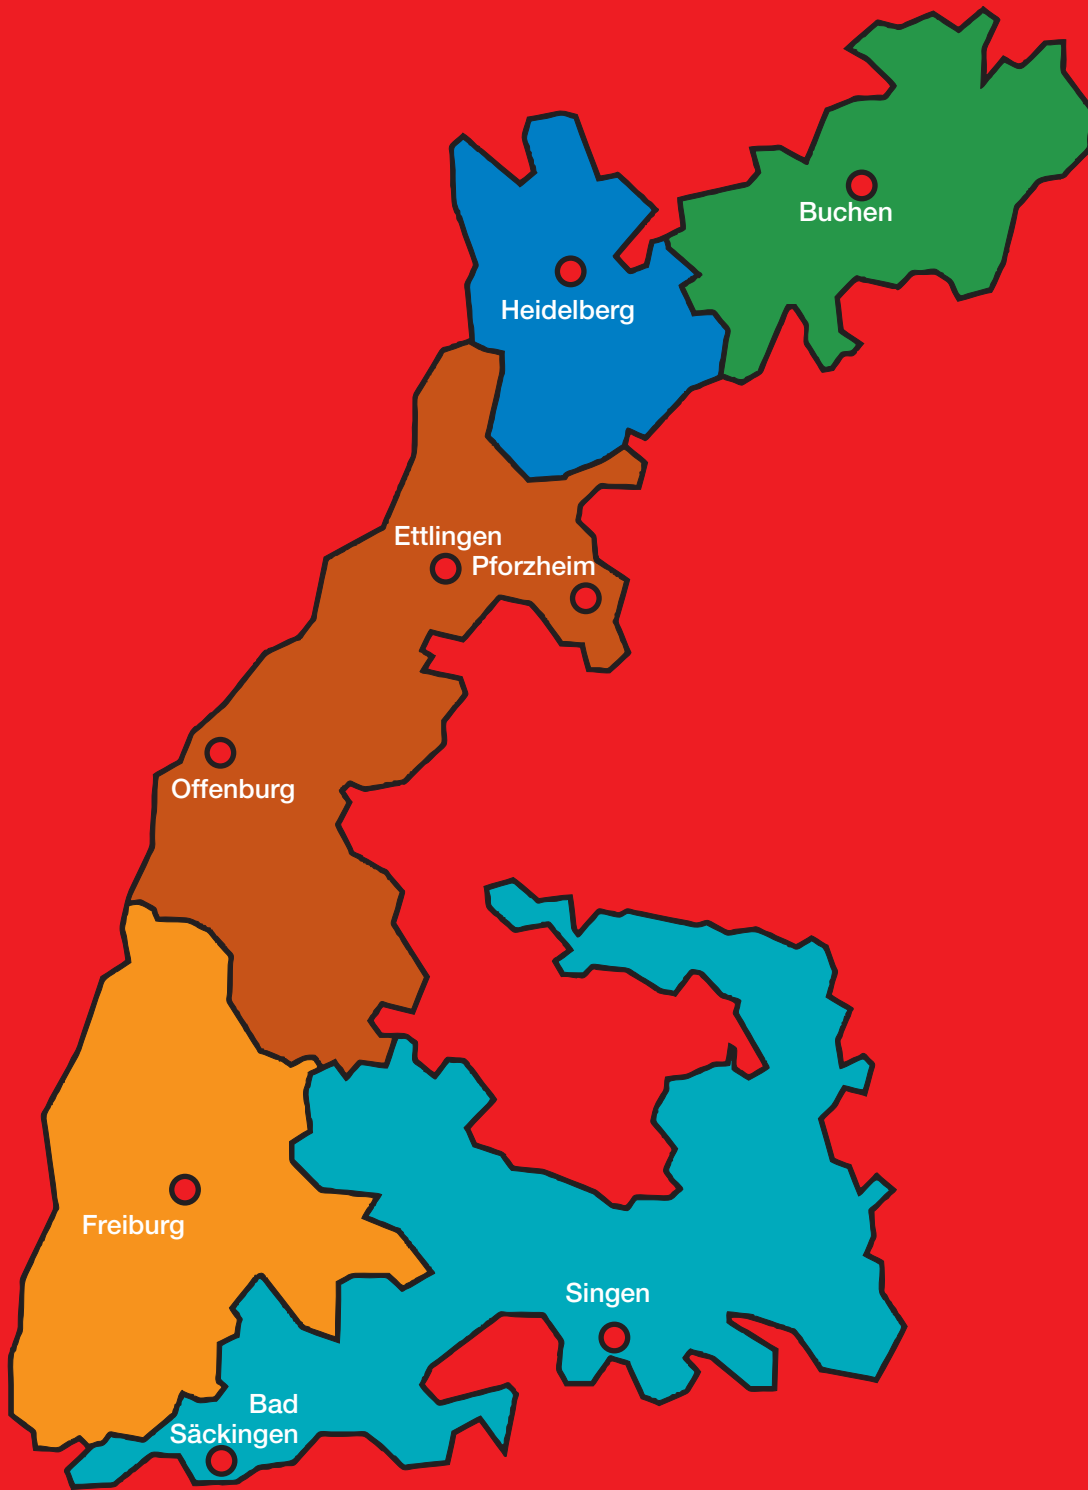 Buchen
Heidelberg
Ettlingen
Pforzheim
Offenburg
Freiburg
Singen
Bad
Säckingen